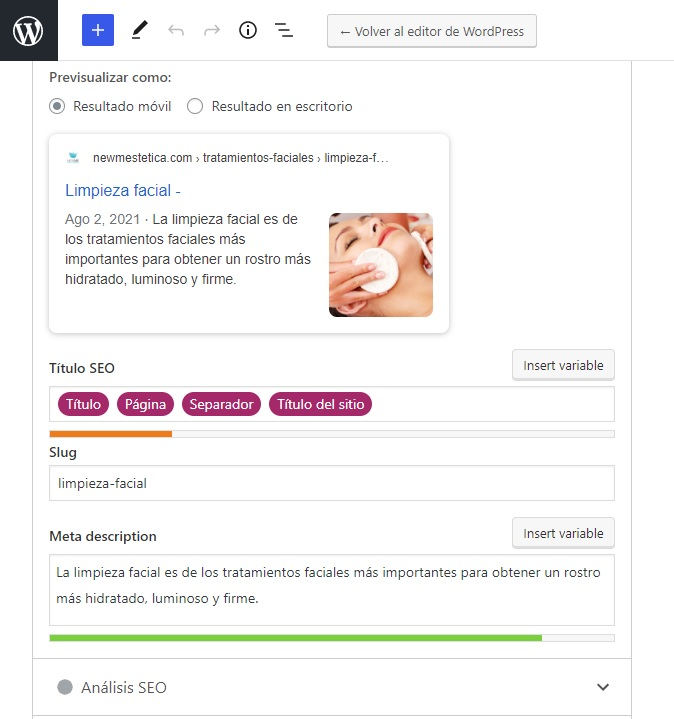 ← Volver al editor de WordPress
Previsualizar como:
Resultado móvil Resultado en escritorio
newmestetica.com › tratamientos-faciales › limpieza-f…
Limpieza facial -
Ago 2, 2021 · La limpieza facial es de
los tratamientos faciales más
importantes para obtener un rostro más
hidratado, luminoso y firme.
Título SEO
Insert variable
Título Página Separador Título del sitio
Slug
limpieza-facial
Meta description
Insert variable
La limpieza facial es de los tratamientos faciales más importantes para obtener un rostro
más hidratado, luminoso y firme.
Análisis SEO